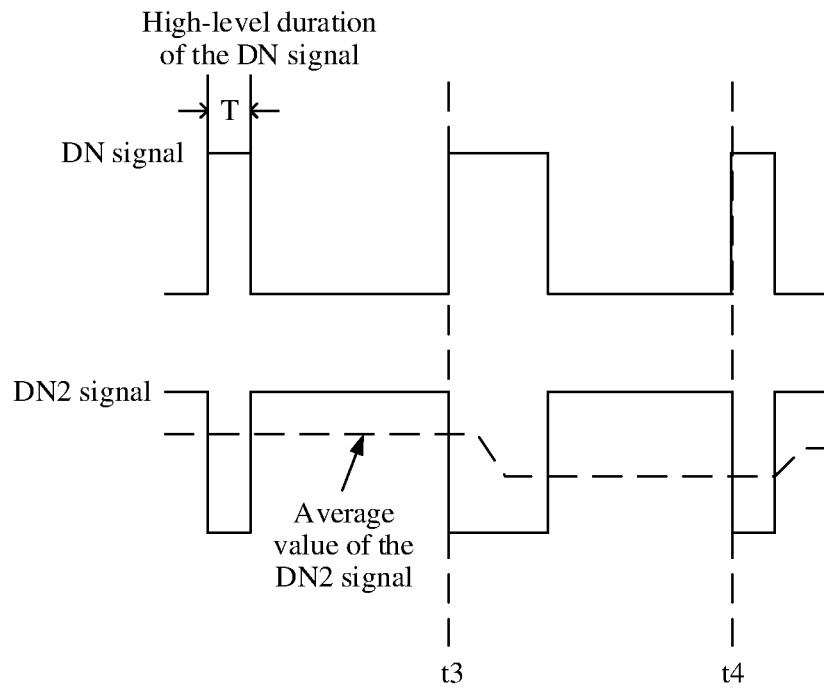 High-level duration
of the DN signal
T
DN signal
DN2 signal
Average
value of the
DN2 signal
t3
t4